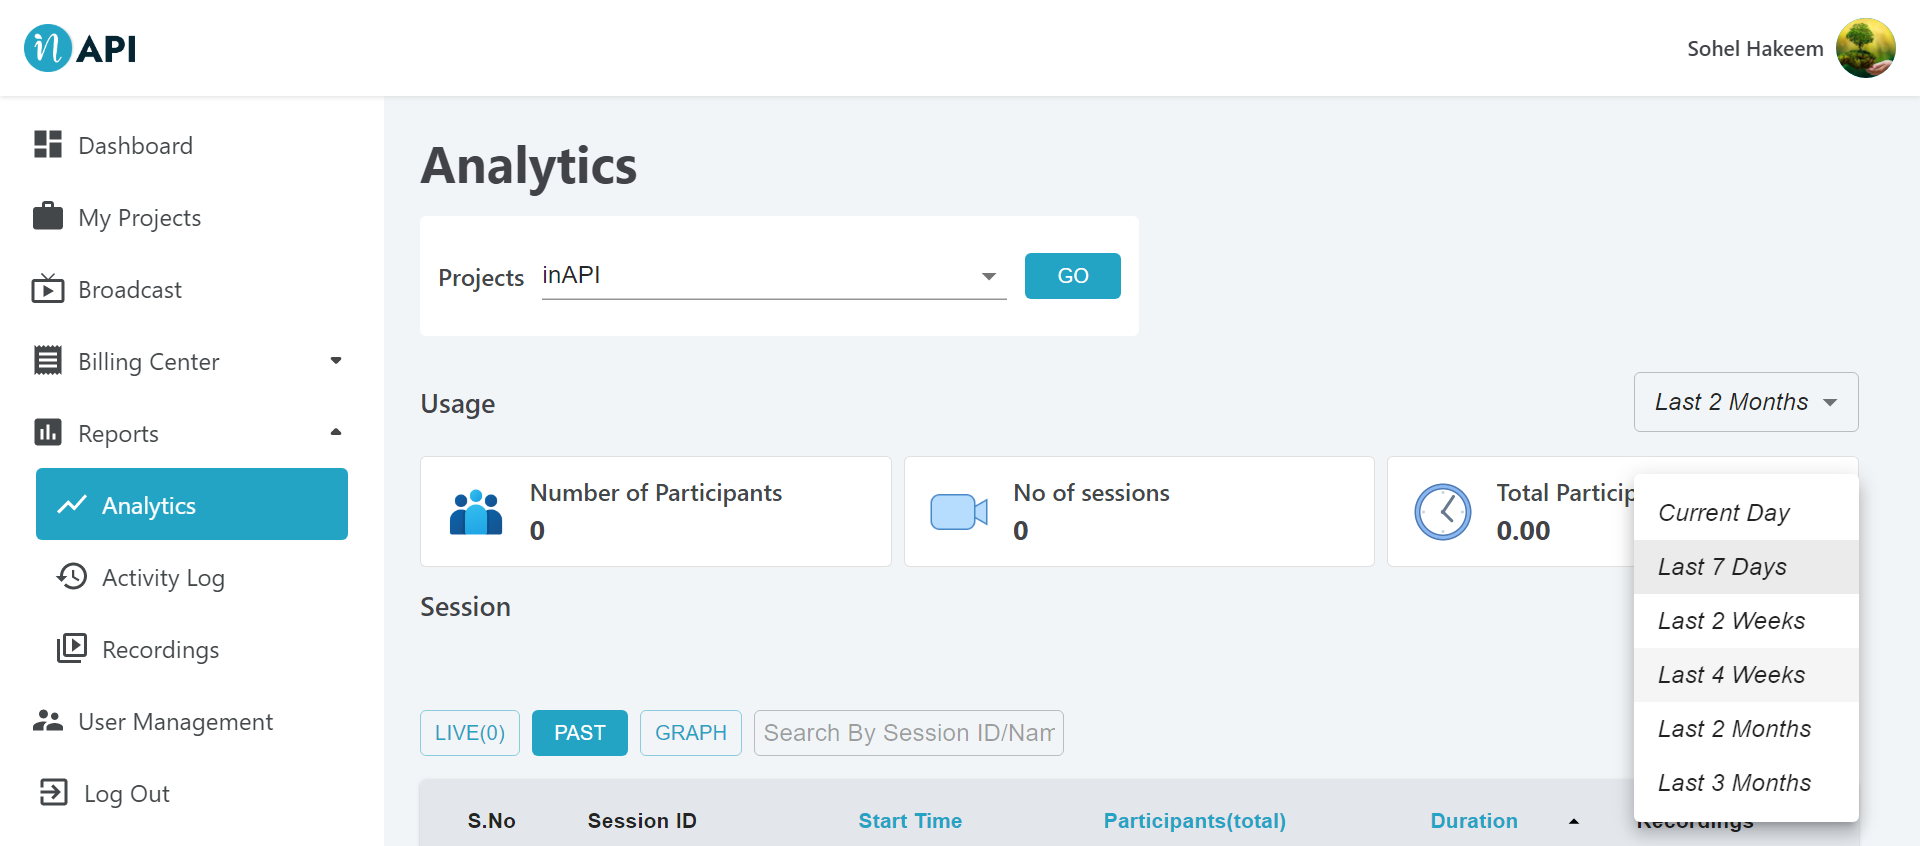 in API
Sohel Hakeem
Dashboard
My Projects
Broadcast
Billing Center
Reports
Analytics
Activity Log
Recordings
User Management
Log Out
Analytics
Projects inAPI GO
Usage
Last 2 Months
Number of Participants
0
No of sessions
0
Total Particip
0.00
Current Day
Last 7 Days
Last 2 Weeks
Last 4 Weeks
Last 2 Months
Last 3 Months
Session
LIVE(0) PAST GRAPH Search By Session ID/Nam
S.No Session ID Start Time Participants(total) Duration Recordings